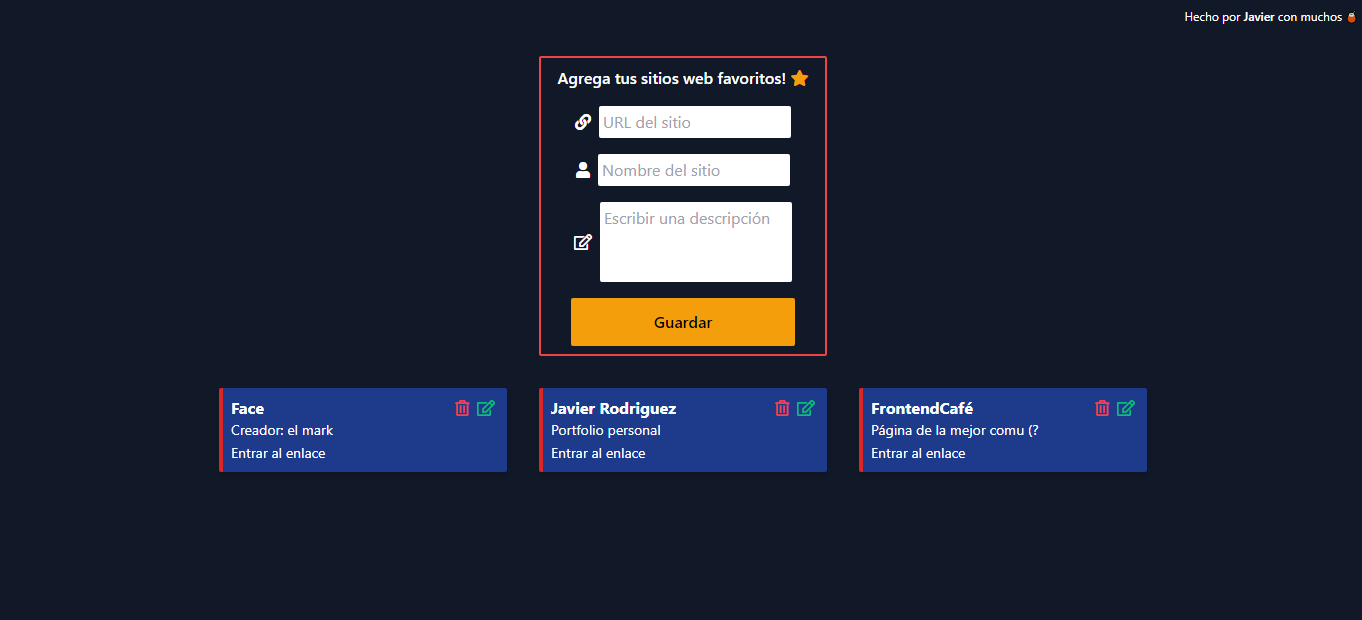 Hecho por Javier con muchos 🧉
Agrega tus sitios web favoritos!
URL del sitio
Nombre del sitio
Escribir una descripción
Guardar
Face
Creador: el mark
Entrar al enlace
Javier Rodriguez
Portfolio personal
Entrar al enlace
FrontendCafé
Página de la mejor comu (?
Entrar al enlace